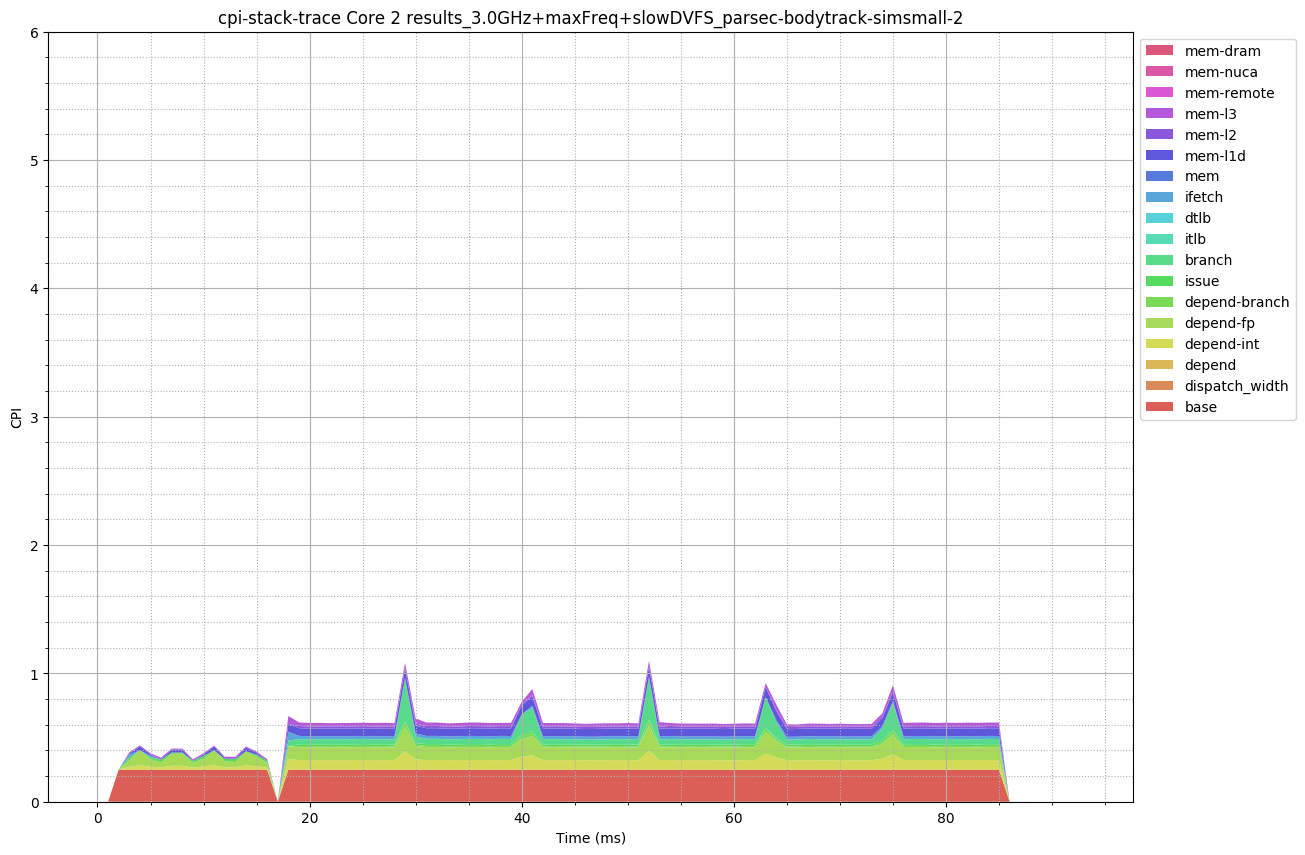 cpi-stack-trace Core 2 results_3.0GHz+maxFreq+slowDVFS_parsec-bodytrack-simsmall-2
6
5
4
3
2
1
0
CPI
0 20 40 60 80
Time (ms)
mem-dram
mem-nuca
mem-remote
mem-l3
mem-l2
mem-l1d
mem
ifetch
dtlb
itlb
branch
issue
depend-branch
depend-fp
depend-int
depend
dispatch_width
base